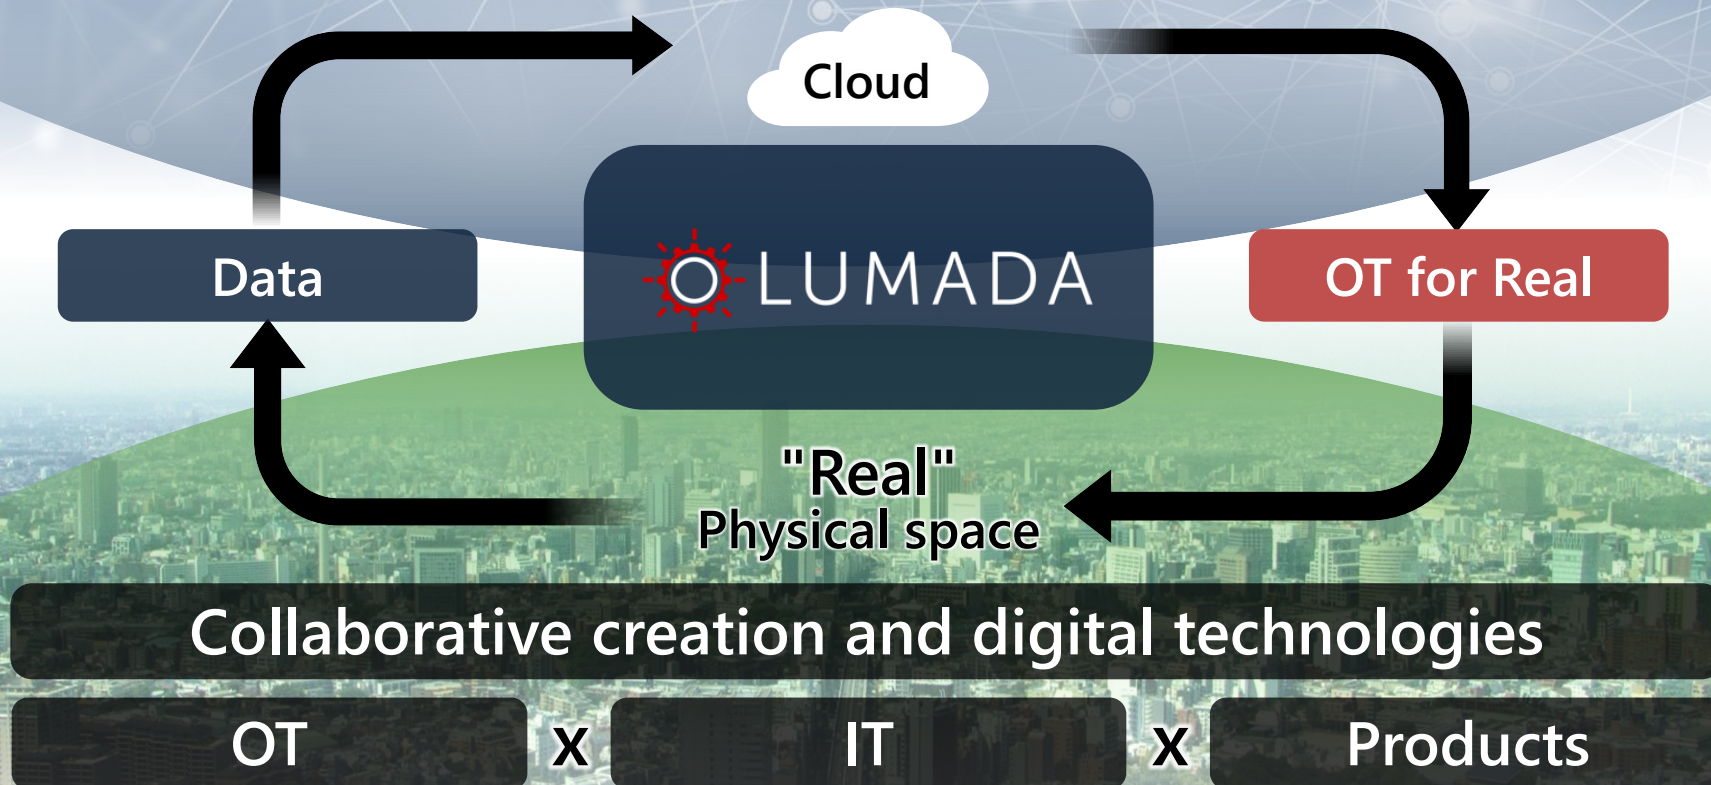 Cloud
Data
LUMADA
OT for Real
"Real"
Physical space
Collaborative creation and digital technologies
OT x IT x Products